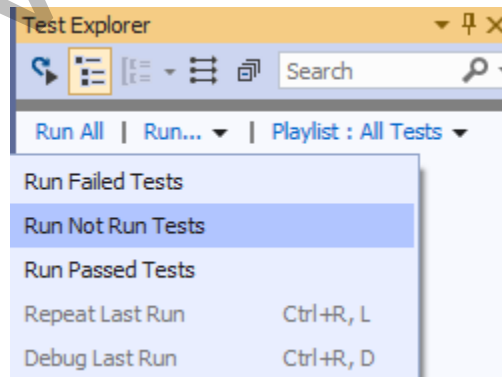 Test Explorer
Search
Run All | Run... | Playlist : All Tests
Run Failed Tests
Run Not Run Tests
Run Passed Tests
Repeat Last Run Ctrl+R, L
Debug Last Run Ctrl+R, D